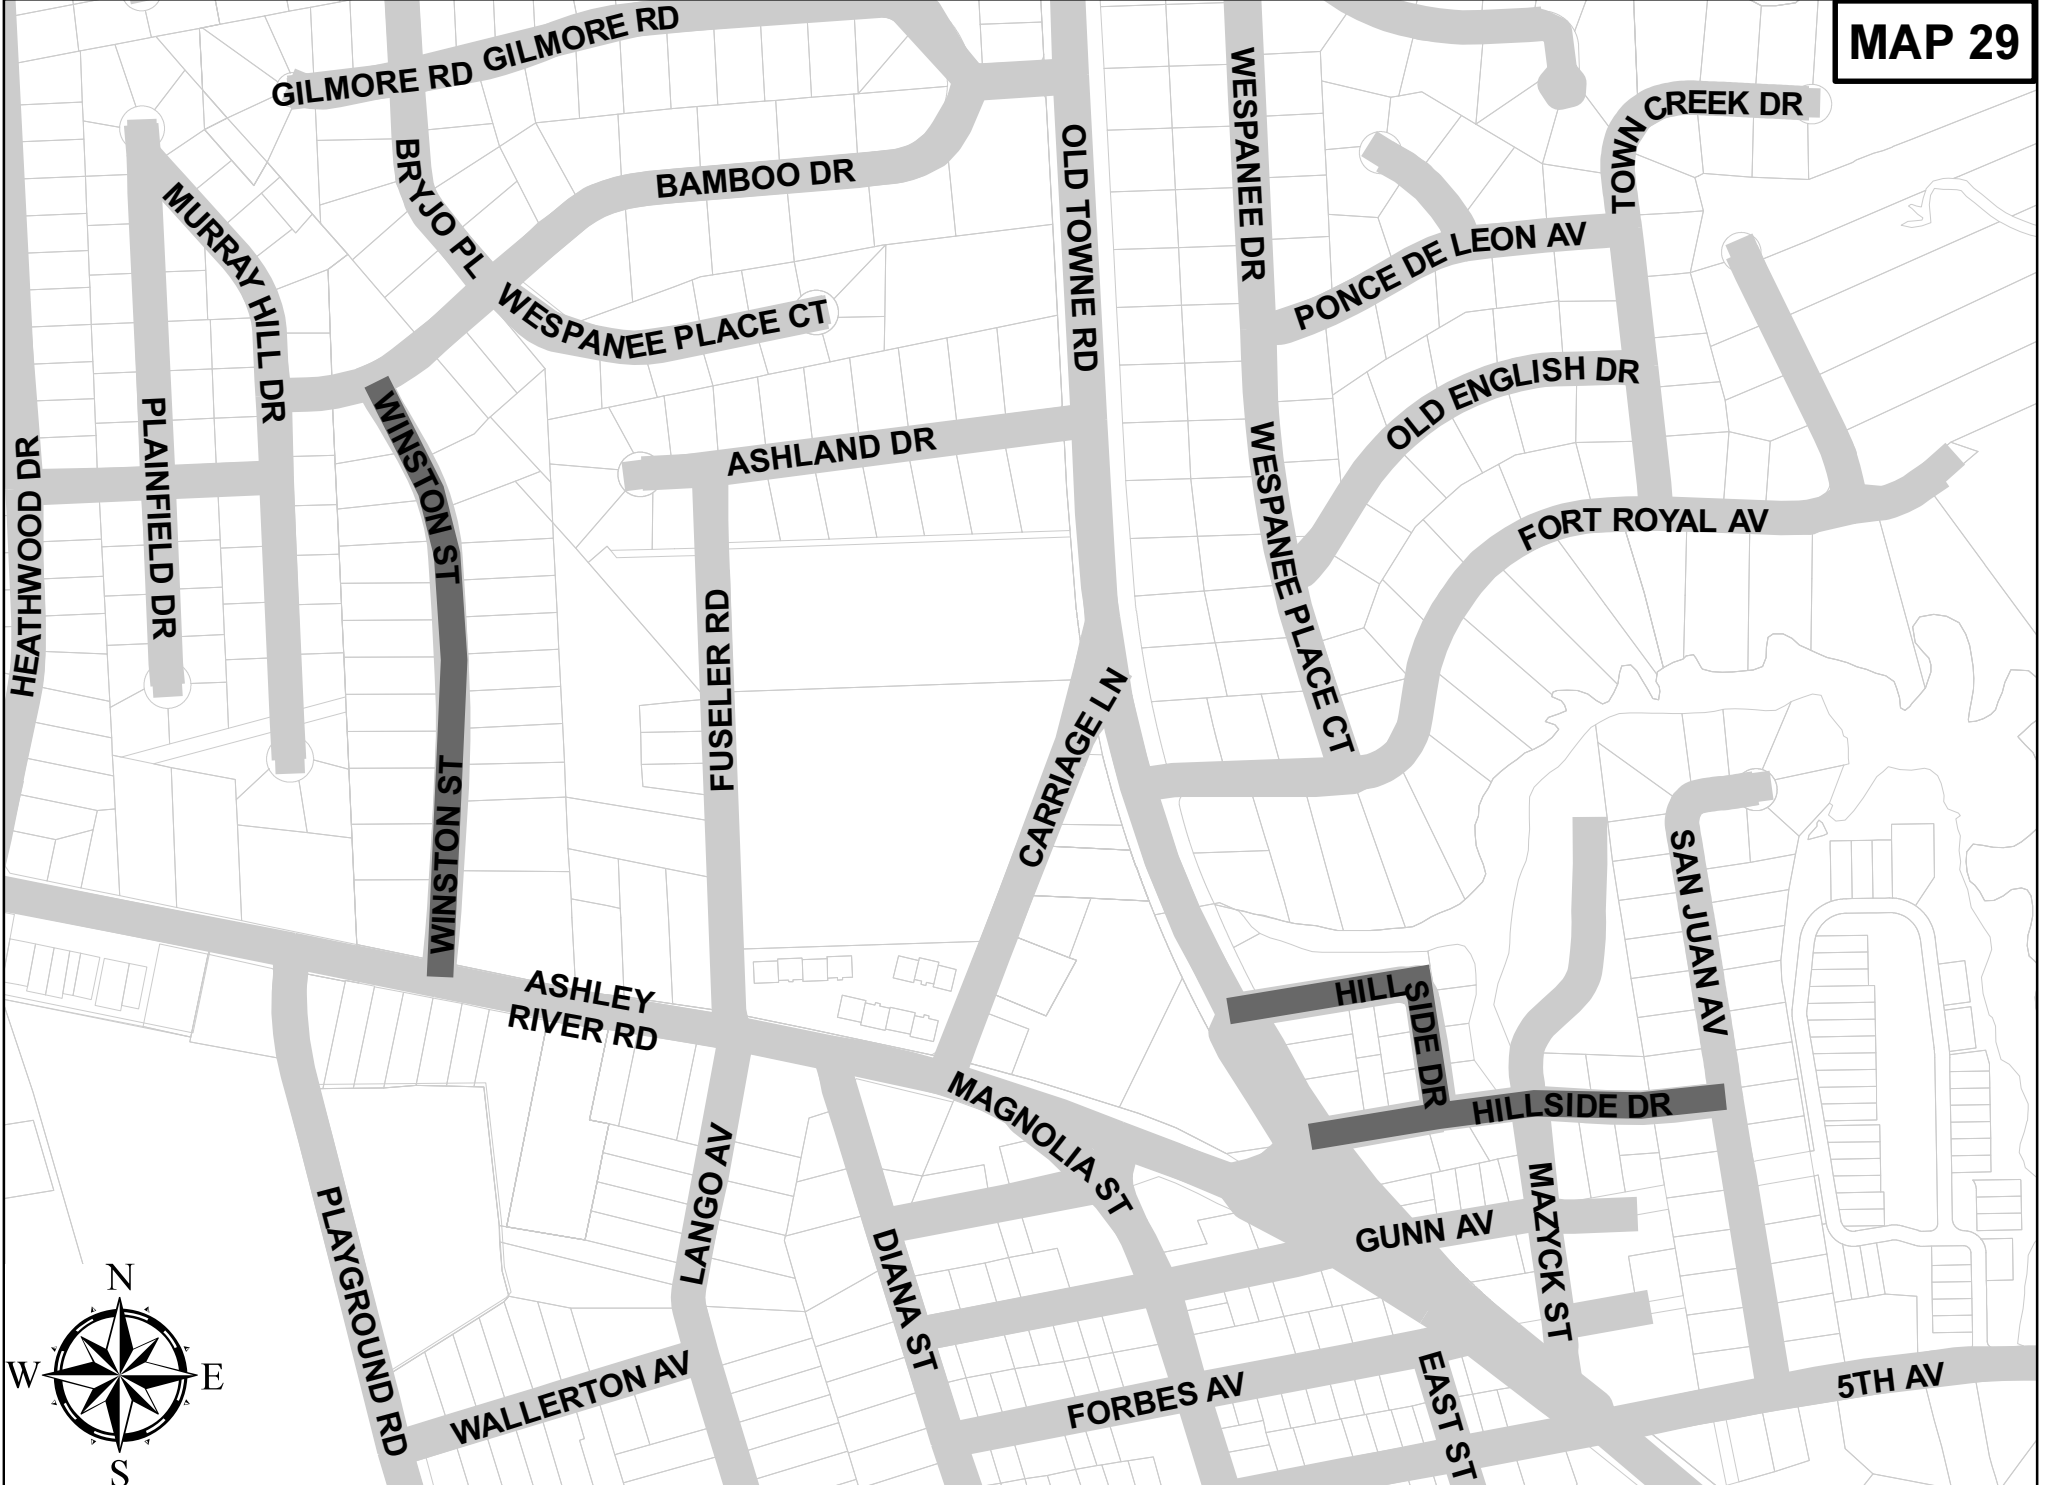 MAP 29
GILMORE RD
GILMORE RD
BRYJO PL
BAMBOO DR
MURRAY HILL DR
WESPANEE PLACE CT
OLD TOWNE RD
WESPANEE DR
TOWN CREEK DR
PONCE DE LEON AV
OLD ENGLISH DR
PLAINFIELD DR
HEATHWOOD DR
WINSTON ST
ASHLAND DR
WESPANEE PLACE CT
FORT ROYAL AV
FUSELER RD
CARRIAGE LN
WINSTON ST
SAN JUAN AV
ASHLEY
RIVER RD
HILLSIDE DR
HILLSIDE DR
MAGNOLIA ST
LANGO AV
PLAYGROUND RD
DIANA ST
GUNN AV
MAZYCK ST
WALLERTON AV
FORBES AV
EAST ST
5TH AV
N
W
E
S